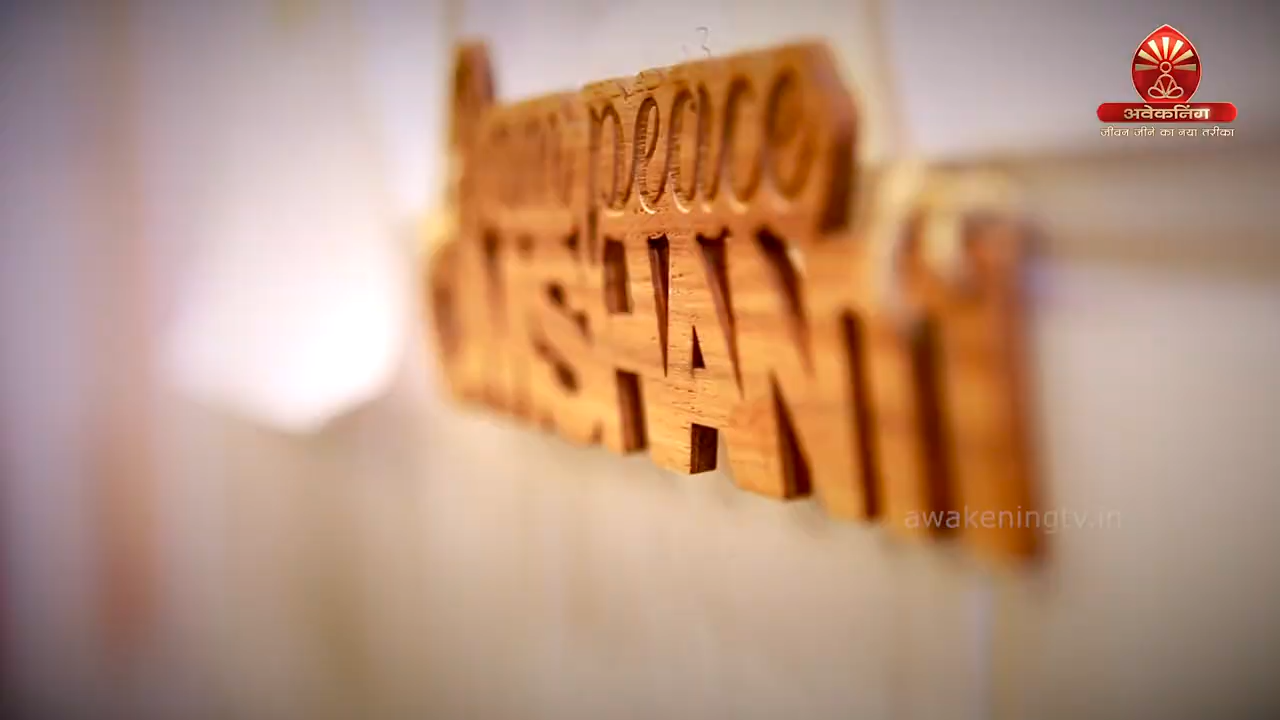 peace
SHANTI
अवेकनिंग
जीवन जीने का नया तरीका
awakeningtv.in